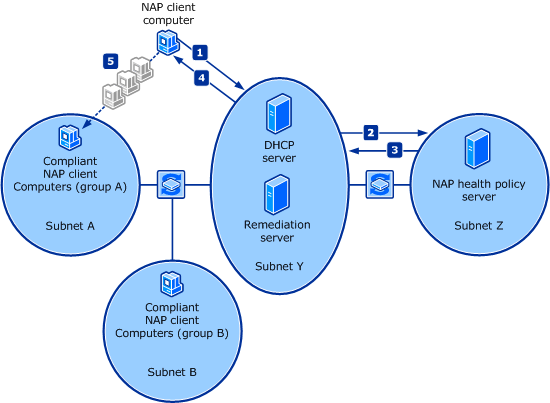 NAP client
computer
5
1
4
2
3
DHCP
server
Compliant
NAP client
Computers (group A)
Subnet A
NAP health policy
server
Subnet Z
Remediation
server
Subnet Y
Compliant
NAP client
Computers (group B)
Subnet B